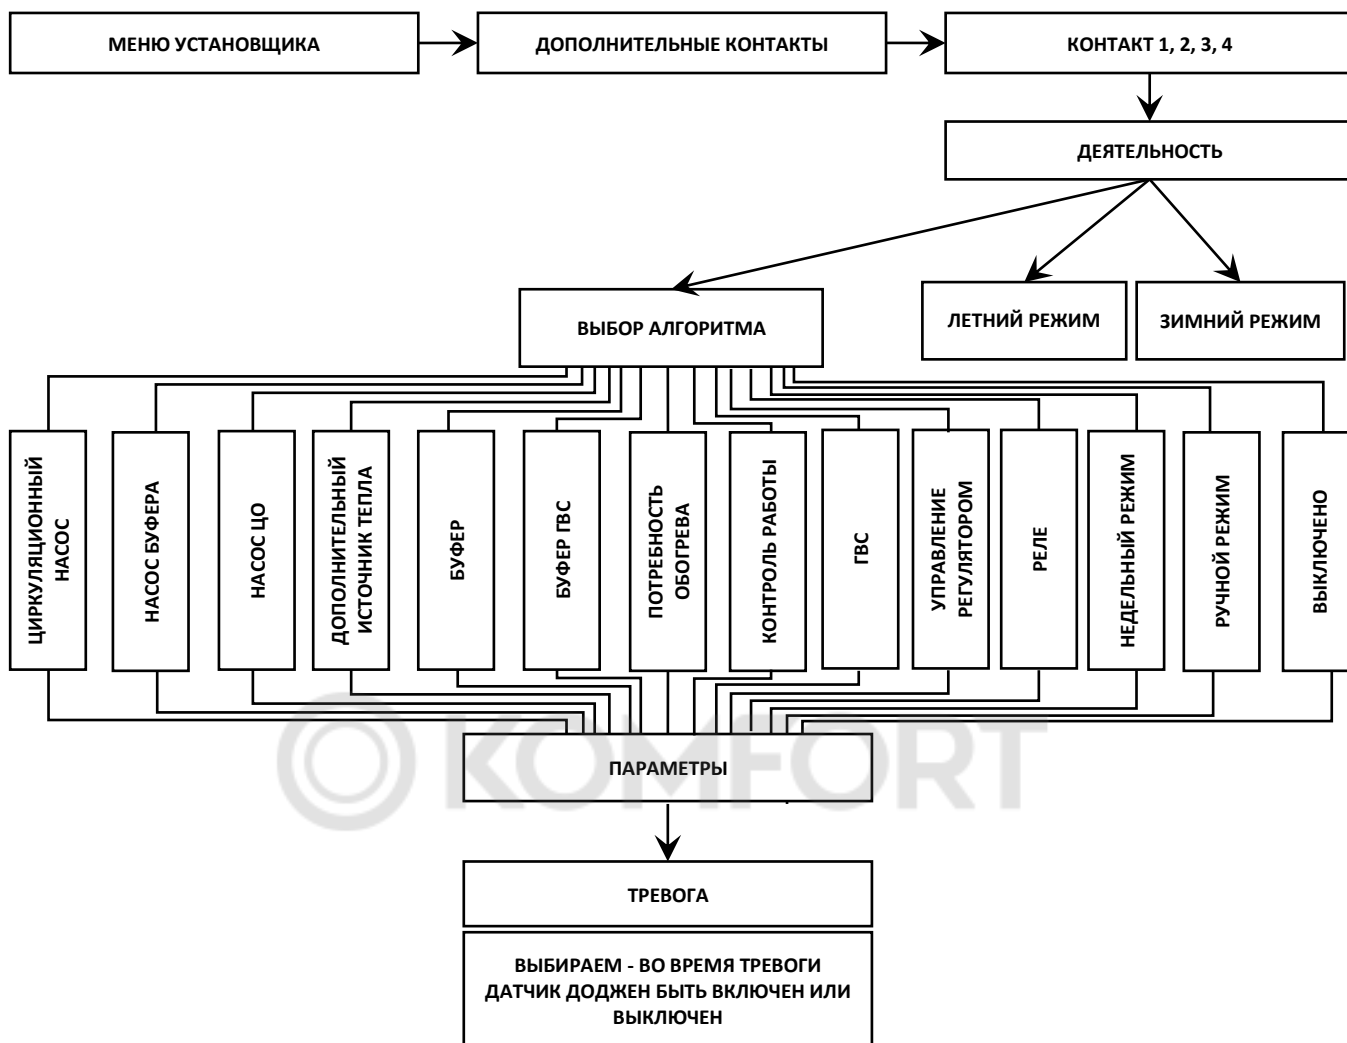 МЕНЮ УСТАНОВЩИКА
ДОПОЛНИТЕЛЬНЫЕ КОНТАКТЫ
КОНТАКТ 1, 2, 3, 4
ДЕЯТЕЛЬНОСТЬ
ВЫБОР АЛГОРИТМА
ЛЕТНИЙ РЕЖИМ
ЗИМНИЙ РЕЖИМ
ЦИРКУЛЯЦИОННЫЙ
НАСОС
НАСОС БУФЕРА
НАСОС ЦО
ДОПОЛНИТЕЛЬНЫЙ
ИСТОЧНИК ТЕПЛА
БУФЕР
БУФЕР ГВС
ПОТРЕБНОСТЬ
ОБОГРЕВА
КОНТРОЛЬ РАБОТЫ
ГВС
УПРАВЛЕНИЕ
РЕГУЛЯТОРОМ
РЕЛЕ
НЕДЕЛЬНЫЙ РЕЖИМ
РУЧНОЙ РЕЖИМ
ВЫКЛЮЧЕНО
KOMFORT
ПАРАМЕТРЫ
ТРЕВОГА
ВЫБИРАЕМ - ВО ВРЕМЯ ТРЕВОГИ
ДАТЧИК ДОДЖЕН БЫТЬ ВКЛЮЧЕН ИЛИ
ВЫКЛЮЧЕН